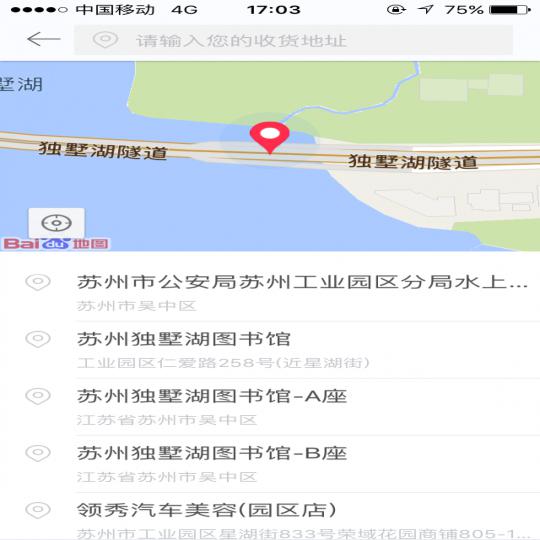 中国移动 4G 17:03 75%
请输入您的收货地址
墅湖
独墅湖隧道 独墅湖隧道
Bai du 地图
苏州市公安局苏州工业园区分局水上...
苏州市吴中区
苏州独墅湖图书馆
工业园区仁爱路258号(近星湖街)
苏州独墅湖图书馆-A座
江苏省苏州市吴中区
苏州独墅湖图书馆-B座
江苏省苏州市吴中区
领秀汽车美容(园区店)
苏州市工业园区星湖街833号荣域花园商铺805-1...